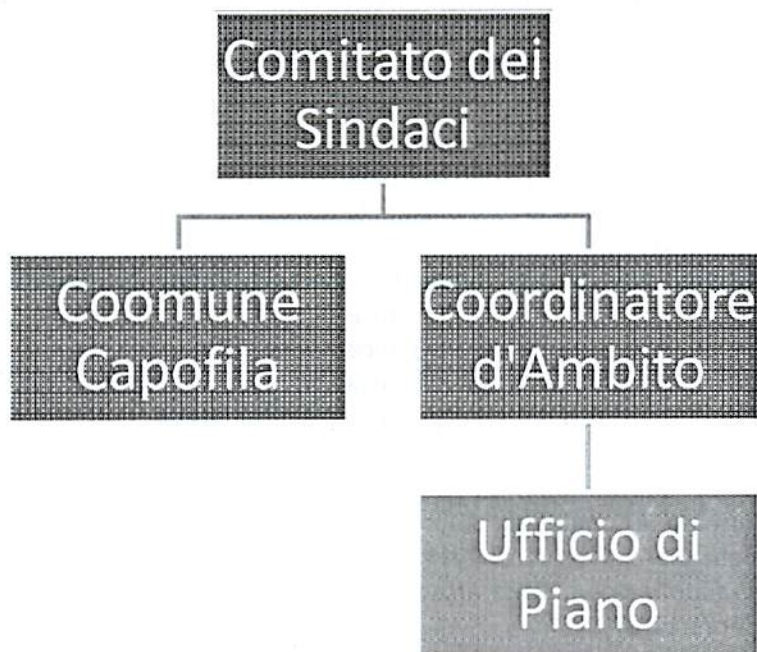 Comitato dei
Sindaci
Coomune
Capofila
Coordinatore
d'Ambito
Ufficio di
Piano